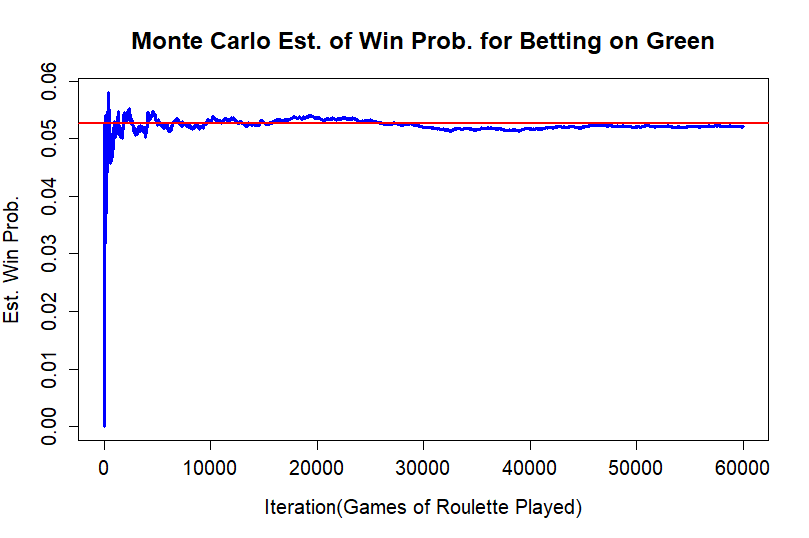 Monte Carlo Est. of Win Prob. for Betting on Green
Est. Win Prob.
0.06
0.05
0.04
0.03
0.02
0.01
0.00
0 10000 20000 30000 40000 50000 60000
Iteration(Games of Roulette Played)